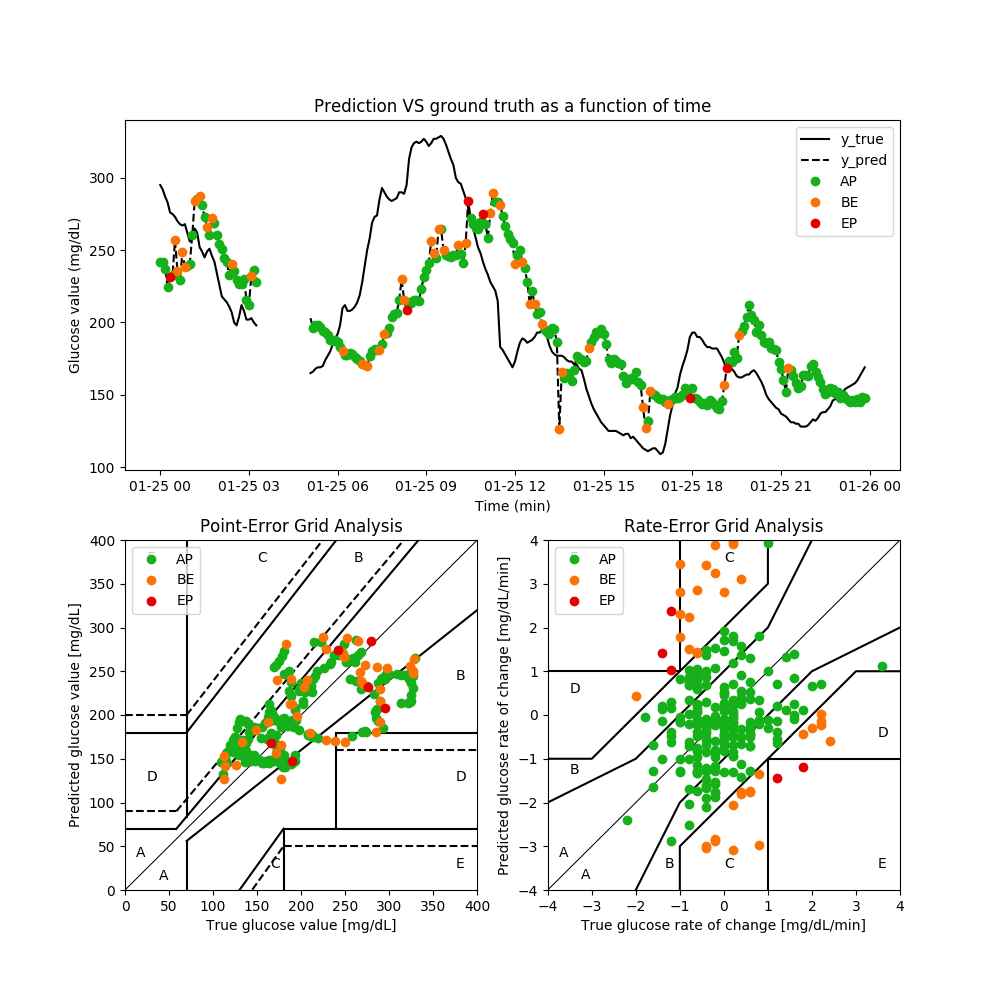 Prediction VS ground truth as a function of time
Glucose value (mg/dL)
300
250
200
150
100
y_true
y_pred
AP
BE
EP
01-25 00 01-25 03 01-25 06 01-25 09 01-25 12 01-25 15 01-25 18 01-25 21 01-26 00
Time (min)
Point-Error Grid Analysis
Predicted glucose value [mg/dL]
400
350
300
250
200
150
100
50
0
AP
BE
EP
C
B
B
D
D
A
A
C
E
0 50 100 150 200 250 300 350 400
True glucose value [mg/dL]
Rate-Error Grid Analysis
Predicted glucose rate of change [mg/dL/min]
4
3
2
1
0
−1
−2
−3
−4
AP
BE
EP
C
D
D
B
A
A
B
C
E
−4 −3 −2 −1 0 1 2 3 4
True glucose rate of change [mg/dL/min]